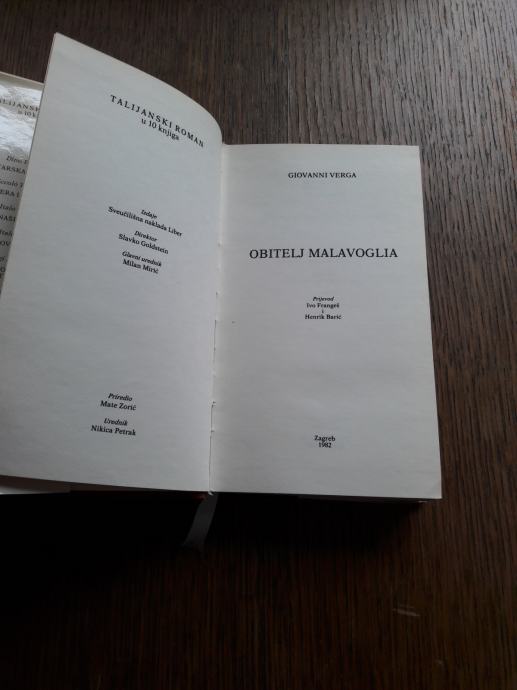 TALIJANSKI ROMAN
u 10 knjiga
Izdaje
Sveučilišna naklada Liber
Direktor
Slavko Goldstein
Glavni urednik
Milan Mirić
Priredio
Mate Zorić
Urednik
Nikica Petrak
GIOVANNI VERGA
OBITELJ MALAVOGLIA
Prijevod
Ivo Frangeš
i
Henrik Barić
Zagreb
1982